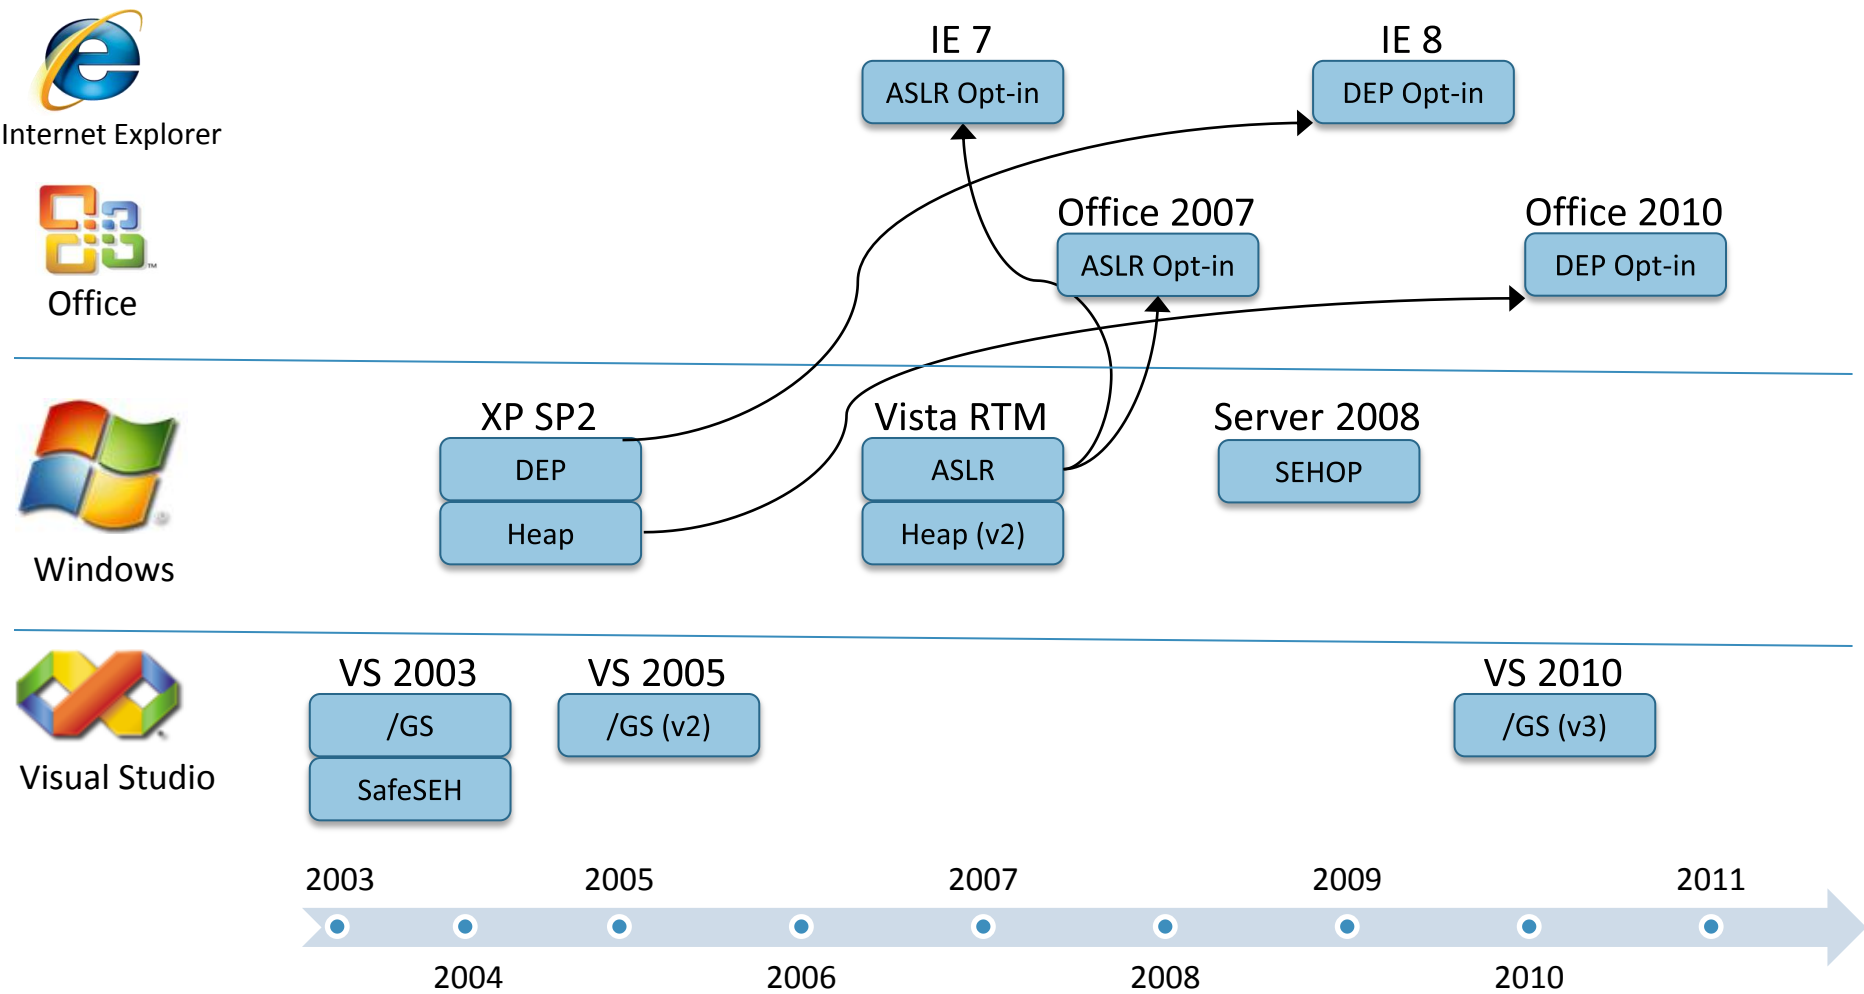 IE 7
IE 8
ASLR Opt-in
DEP Opt-in
Internet Explorer
Office 2007
Office 2010
ASLR Opt-in
DEP Opt-in
™
Office
XP SP2
Vista RTM
Server 2008
DEP
ASLR
SEHOP
Heap
Heap (v2)
®
Windows
VS 2003
VS 2005
VS 2010
/GS
/GS (v2)
/GS (v3)
Visual Studio
SafeSEH
2003
2005
2007
2009
2011
2004
2006
2008
2010